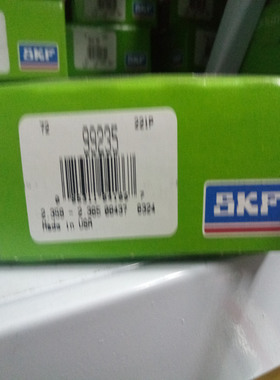 SKF
72 221P
99235
SKF
2.350 - 2.365 00437 0324
Made in USA